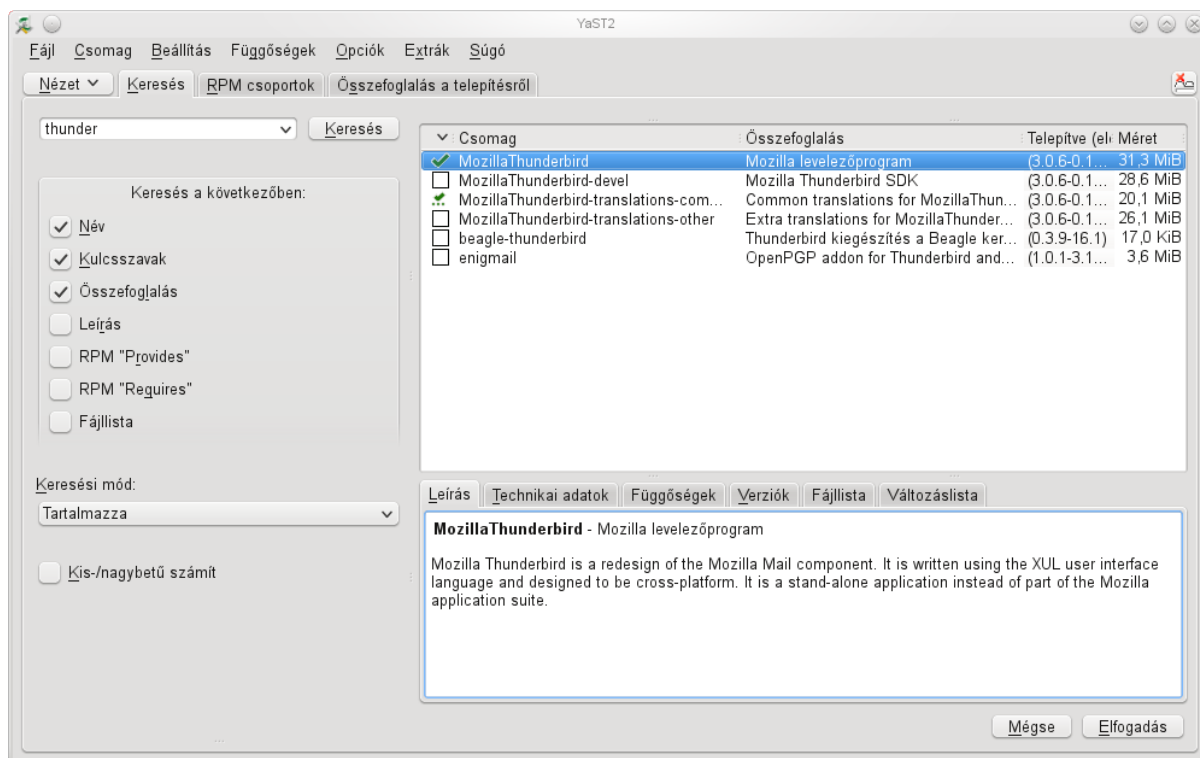 YaST2
Fájl Csomag Beállítás Függőségek Opciók Extrák Súgó
Nézet Keresés RPM csoportok Összefoglalás a telepítésről
thunder Keresés
Keresés a következőben:
Név
Kulcsszavak
Összefoglalás
Leírás
RPM "Provides"
RPM "Requires"
Fájllista
Keresési mód:
Tartalmazza
Kis-/nagybetű számít
Csomag Összefoglalás Telepítve (el Méret
MozillaThunderbird Mozilla levelezőprogram (3.0.6-0.1... 31,3 MiB
MozillaThunderbird-devel Mozilla Thunderbird SDK (3.0.6-0.1... 28,6 MiB
MozillaThunderbird-translations-com... Common translations for MozillaThun... (3.0.6-0.1... 20,1 MiB
MozillaThunderbird-translations-other Extra translations for MozillaThunder... (3.0.6-0.1... 26,1 MiB
beagle-thunderbird Thunderbird kiegészítés a Beagle ker... (0.3.9-16.1) 17,0 KiB
enigmail OpenPGP addon for Thunderbird and... (1.0.1-3.1... 3,6 MiB
Leírás Technikai adatok Függőségek Verziók Fájllista Változáslista
MozillaThunderbird - Mozilla levelezőprogram
Mozilla Thunderbird is a redesign of the Mozilla Mail component. It is written using the XUL user interface
language and designed to be cross-platform. It is a stand-alone application instead of part of the Mozilla
application suite.
Mégse Elfogadás